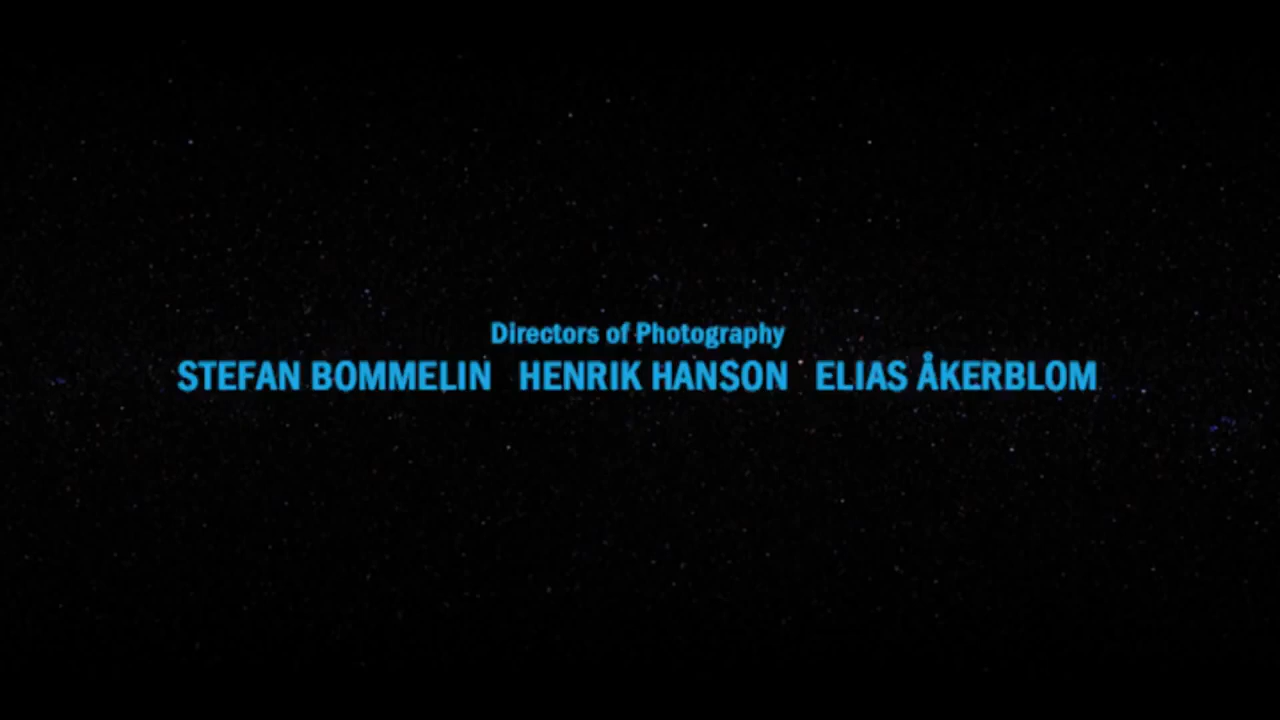 Directors of Photography
STEFAN BOMMELIN HENRIK HANSON ELIAS ÅKERBLOM